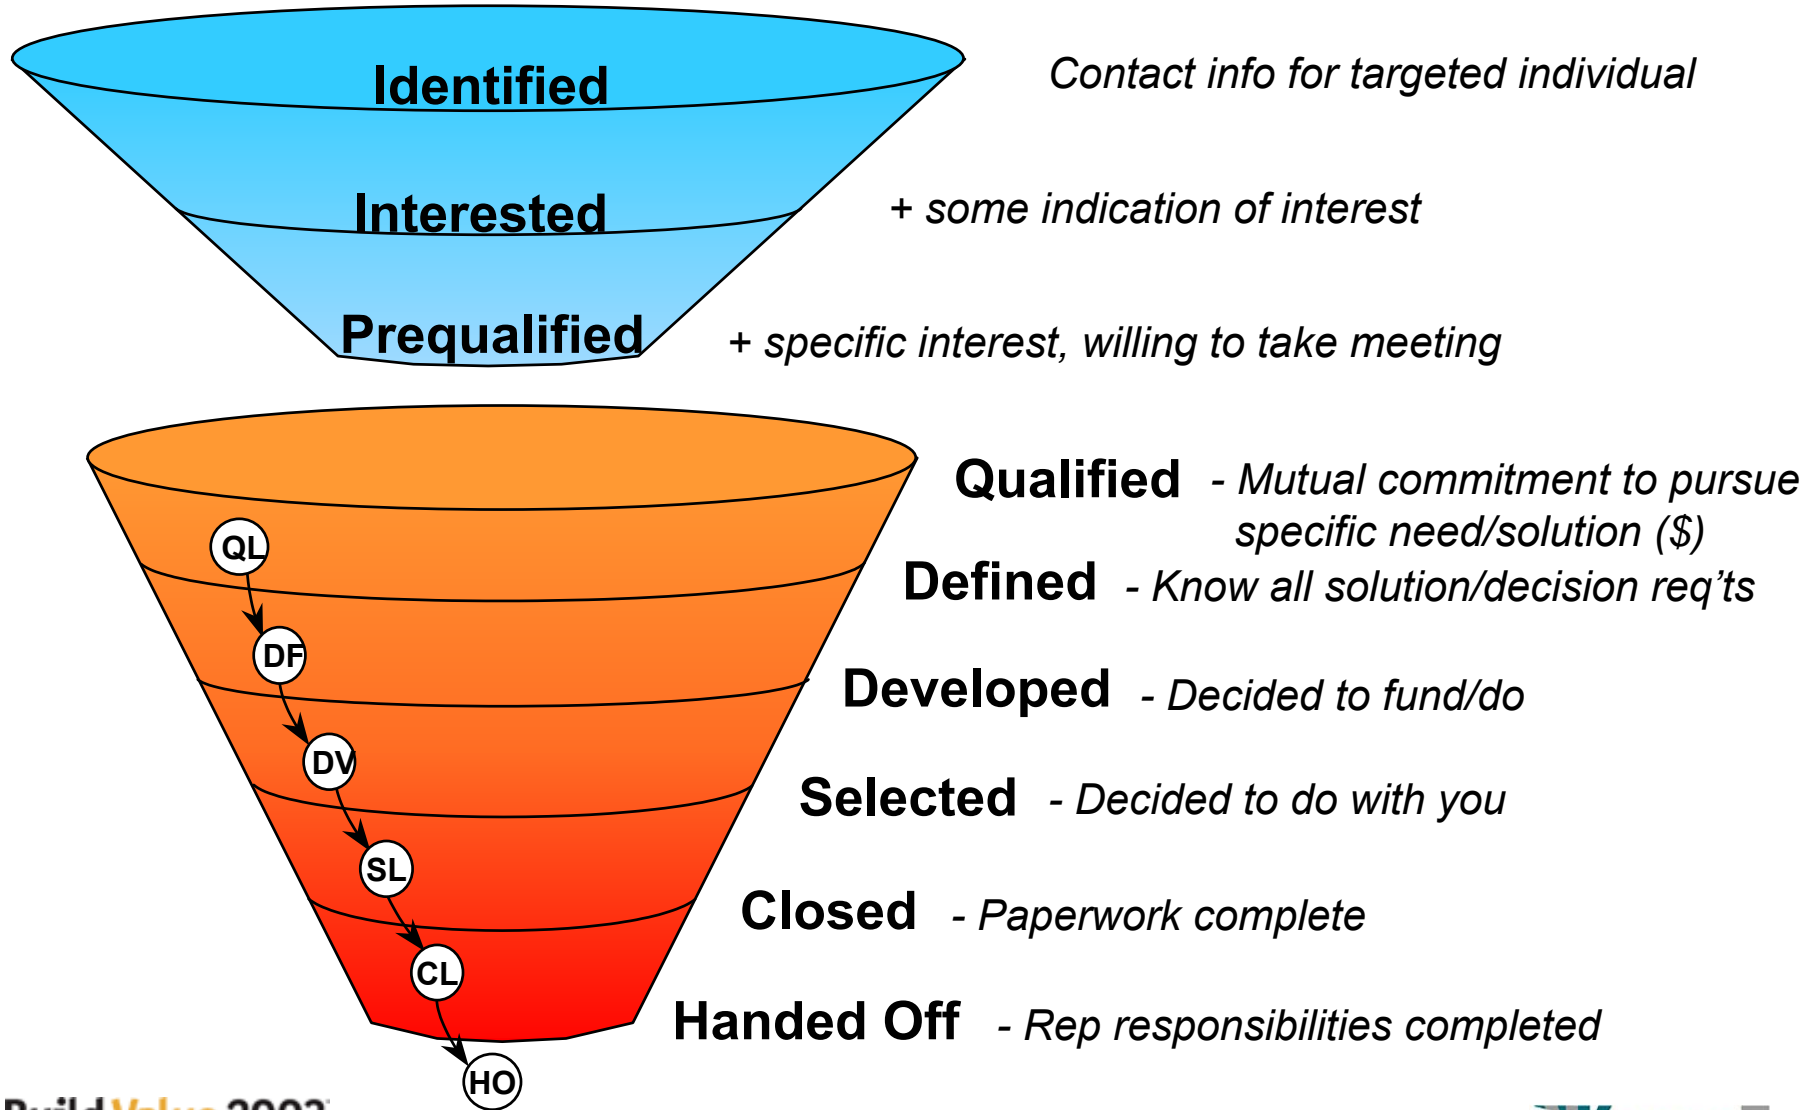 Identified
Contact info for targeted individual
Interested
+ some indication of interest
Prequalified
+ specific interest, willing to take meeting
Qualified - Mutual commitment to pursue
specific need/solution ($)
QL
Defined - Know all solution/decision req’ts
DF
Developed - Decided to fund/do
DV
Selected - Decided to do with you
SL
Closed - Paperwork complete
CL
Handed Off - Rep responsibilities completed
HO
Build Value 2003